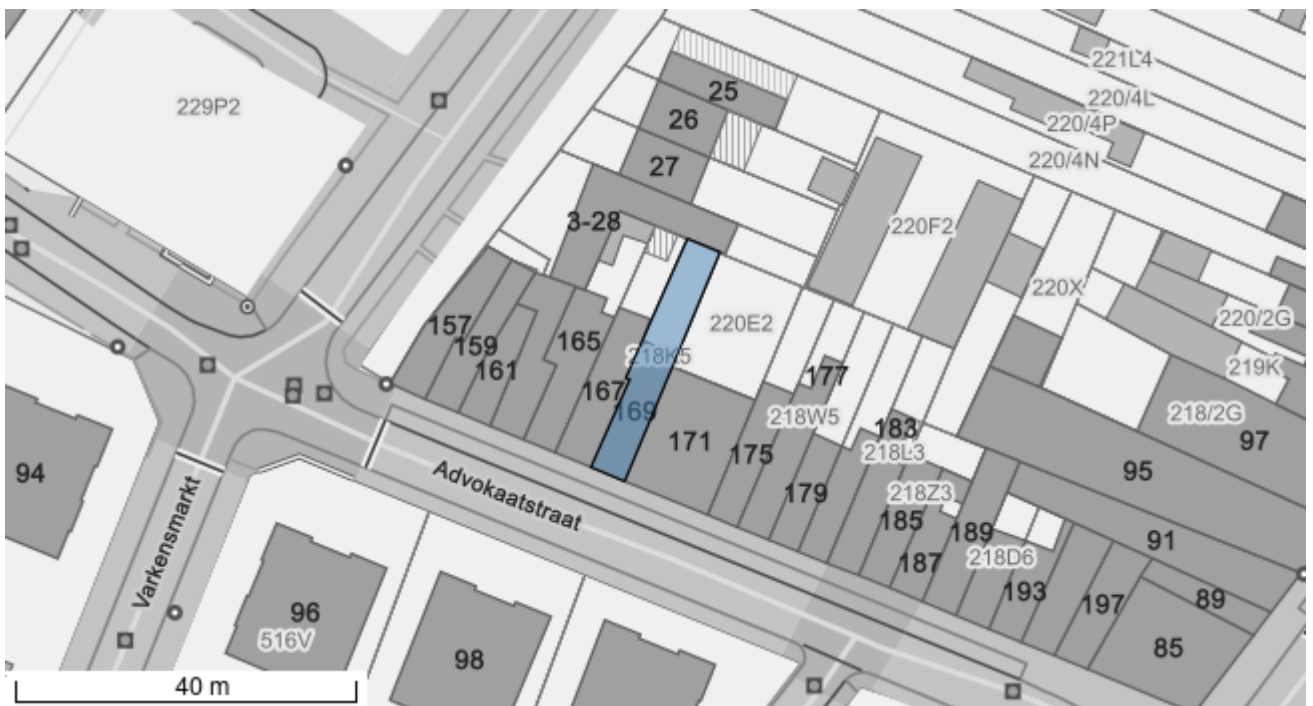 229P2
25
221L4
220/4L
26
220/4P
220/4N
27
3-28
220F2
220X
157
159
161
165
218K5
220E2
220/2G
219K
167
169
177
218W5
218/2G
171
175
183
218L3
97
95
94
Advokaatstraat
179
218Z3
185
187
189
218D6
193
91
Varkensmarkt
96
516V
98
197
89
85
40 m